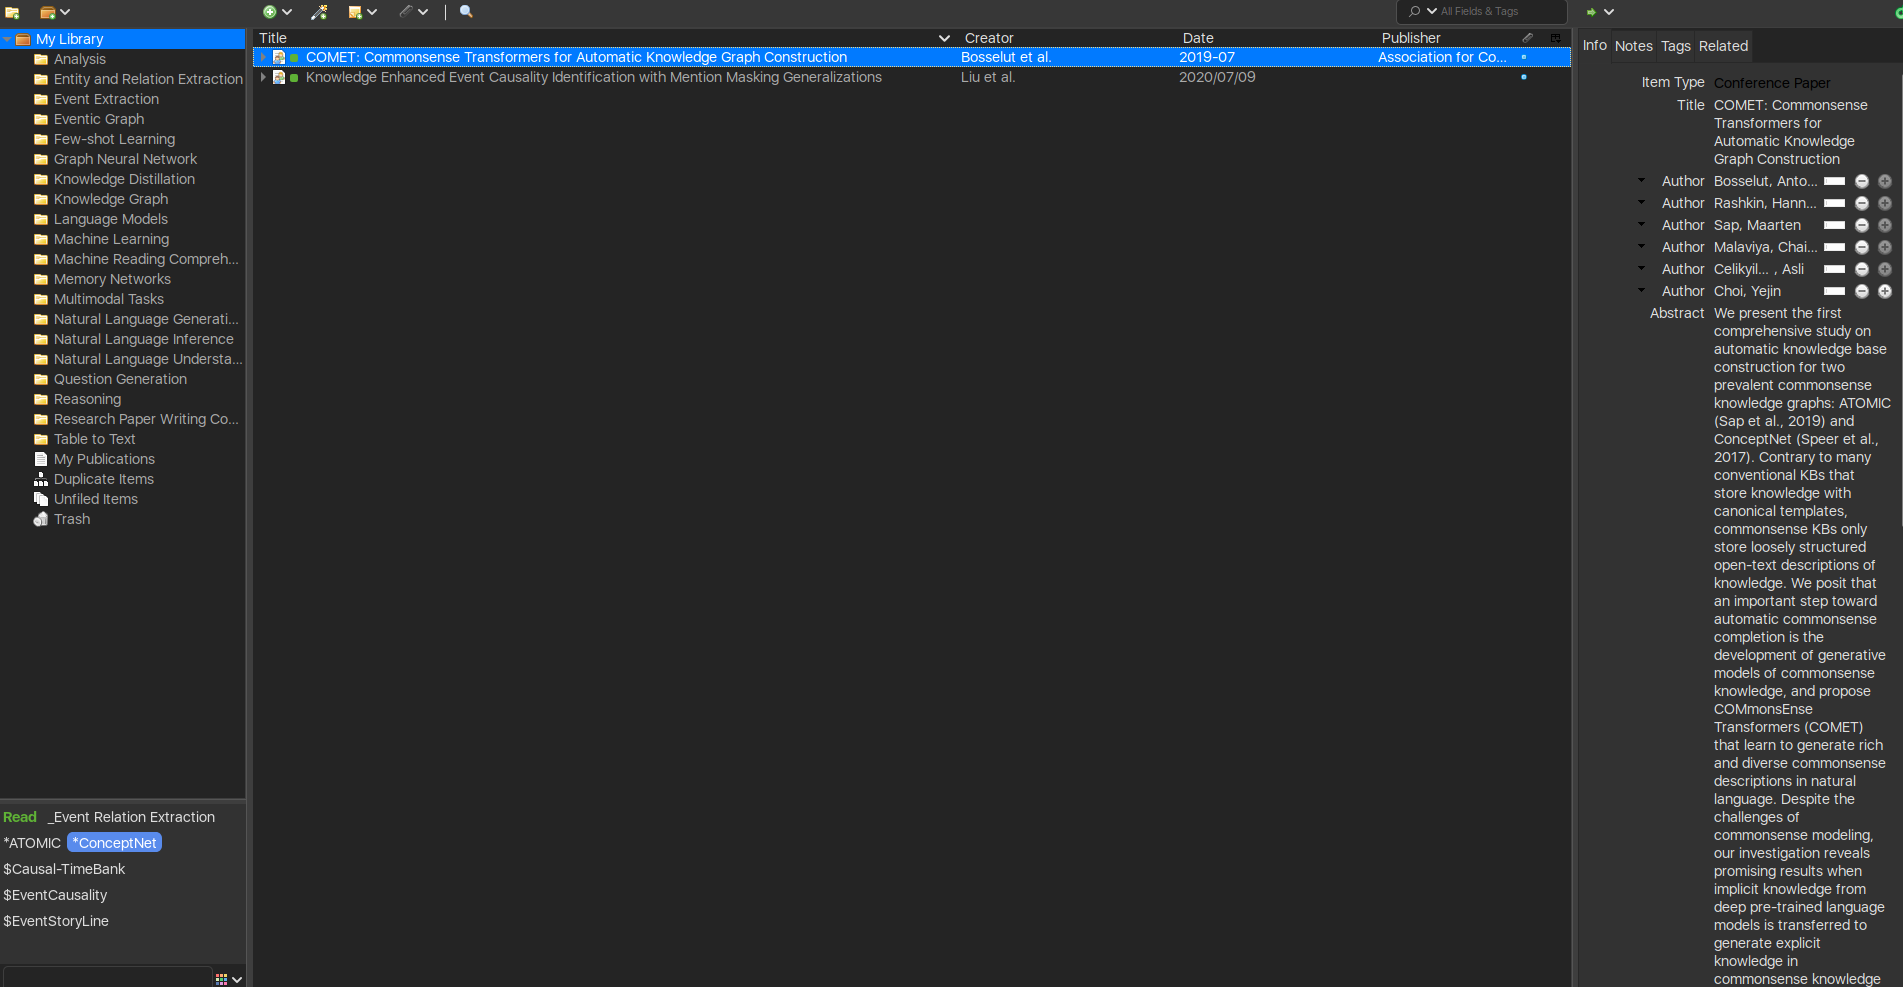 All Fields & Tags
My Library
Analysis
Entity and Relation Extraction
Event Extraction
Eventic Graph
Few-shot Learning
Graph Neural Network
Knowledge Distillation
Knowledge Graph
Language Models
Machine Learning
Machine Reading Compreh...
Memory Networks
Multimodal Tasks
Natural Language Generati...
Natural Language Inference
Natural Language Understa...
Question Generation
Reasoning
Research Paper Writing Co...
Table to Text
My Publications
Duplicate Items
Unfiled Items
Trash
Read _Event Relation Extraction
*ATOMIC *ConceptNet
$Causal-TimeBank
$EventCausality
$EventStoryLine
Title Creator Date Publisher
COMET: Commonsense Transformers for Automatic Knowledge Graph Construction Bosselut et al. 2019-07 Association for Co...
Knowledge Enhanced Event Causality Identification with Mention Masking Generalizations Liu et al. 2020/07/09
Info Notes Tags Related
Item Type Conference Paper
Title COMET: Commonsense
Transformers for
Automatic Knowledge
Graph Construction
Author Bosselut, Anto...
Author Rashkin, Hann...
Author Sap, Maarten
Author Malaviya, Chai...
Author Celikyil... , Asli
Author Choi, Yejin
Abstract We present the first
comprehensive study on
automatic knowledge base
construction for two
prevalent commonsense
knowledge graphs: ATOMIC
(Sap et al., 2019) and
ConceptNet (Speer et al.,
2017). Contrary to many
conventional KBs that
store knowledge with
canonical templates,
commonsense KBs only
store loosely structured
open-text descriptions of
knowledge. We posit that
an important step toward
automatic commonsense
completion is the
development of generative
models of commonsense
knowledge, and propose
COMmonsEnse
Transformers (COMET)
that learn to generate rich
and diverse commonsense
descriptions in natural
language. Despite the
challenges of
commonsense modeling,
our investigation reveals
promising results when
implicit knowledge from
deep pre-trained language
models is transferred to
generate explicit
knowledge in
commonsense knowledge